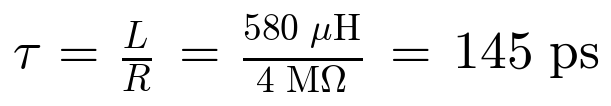 τ = L/R = 580 μH / 4 MΩ = 145 ps